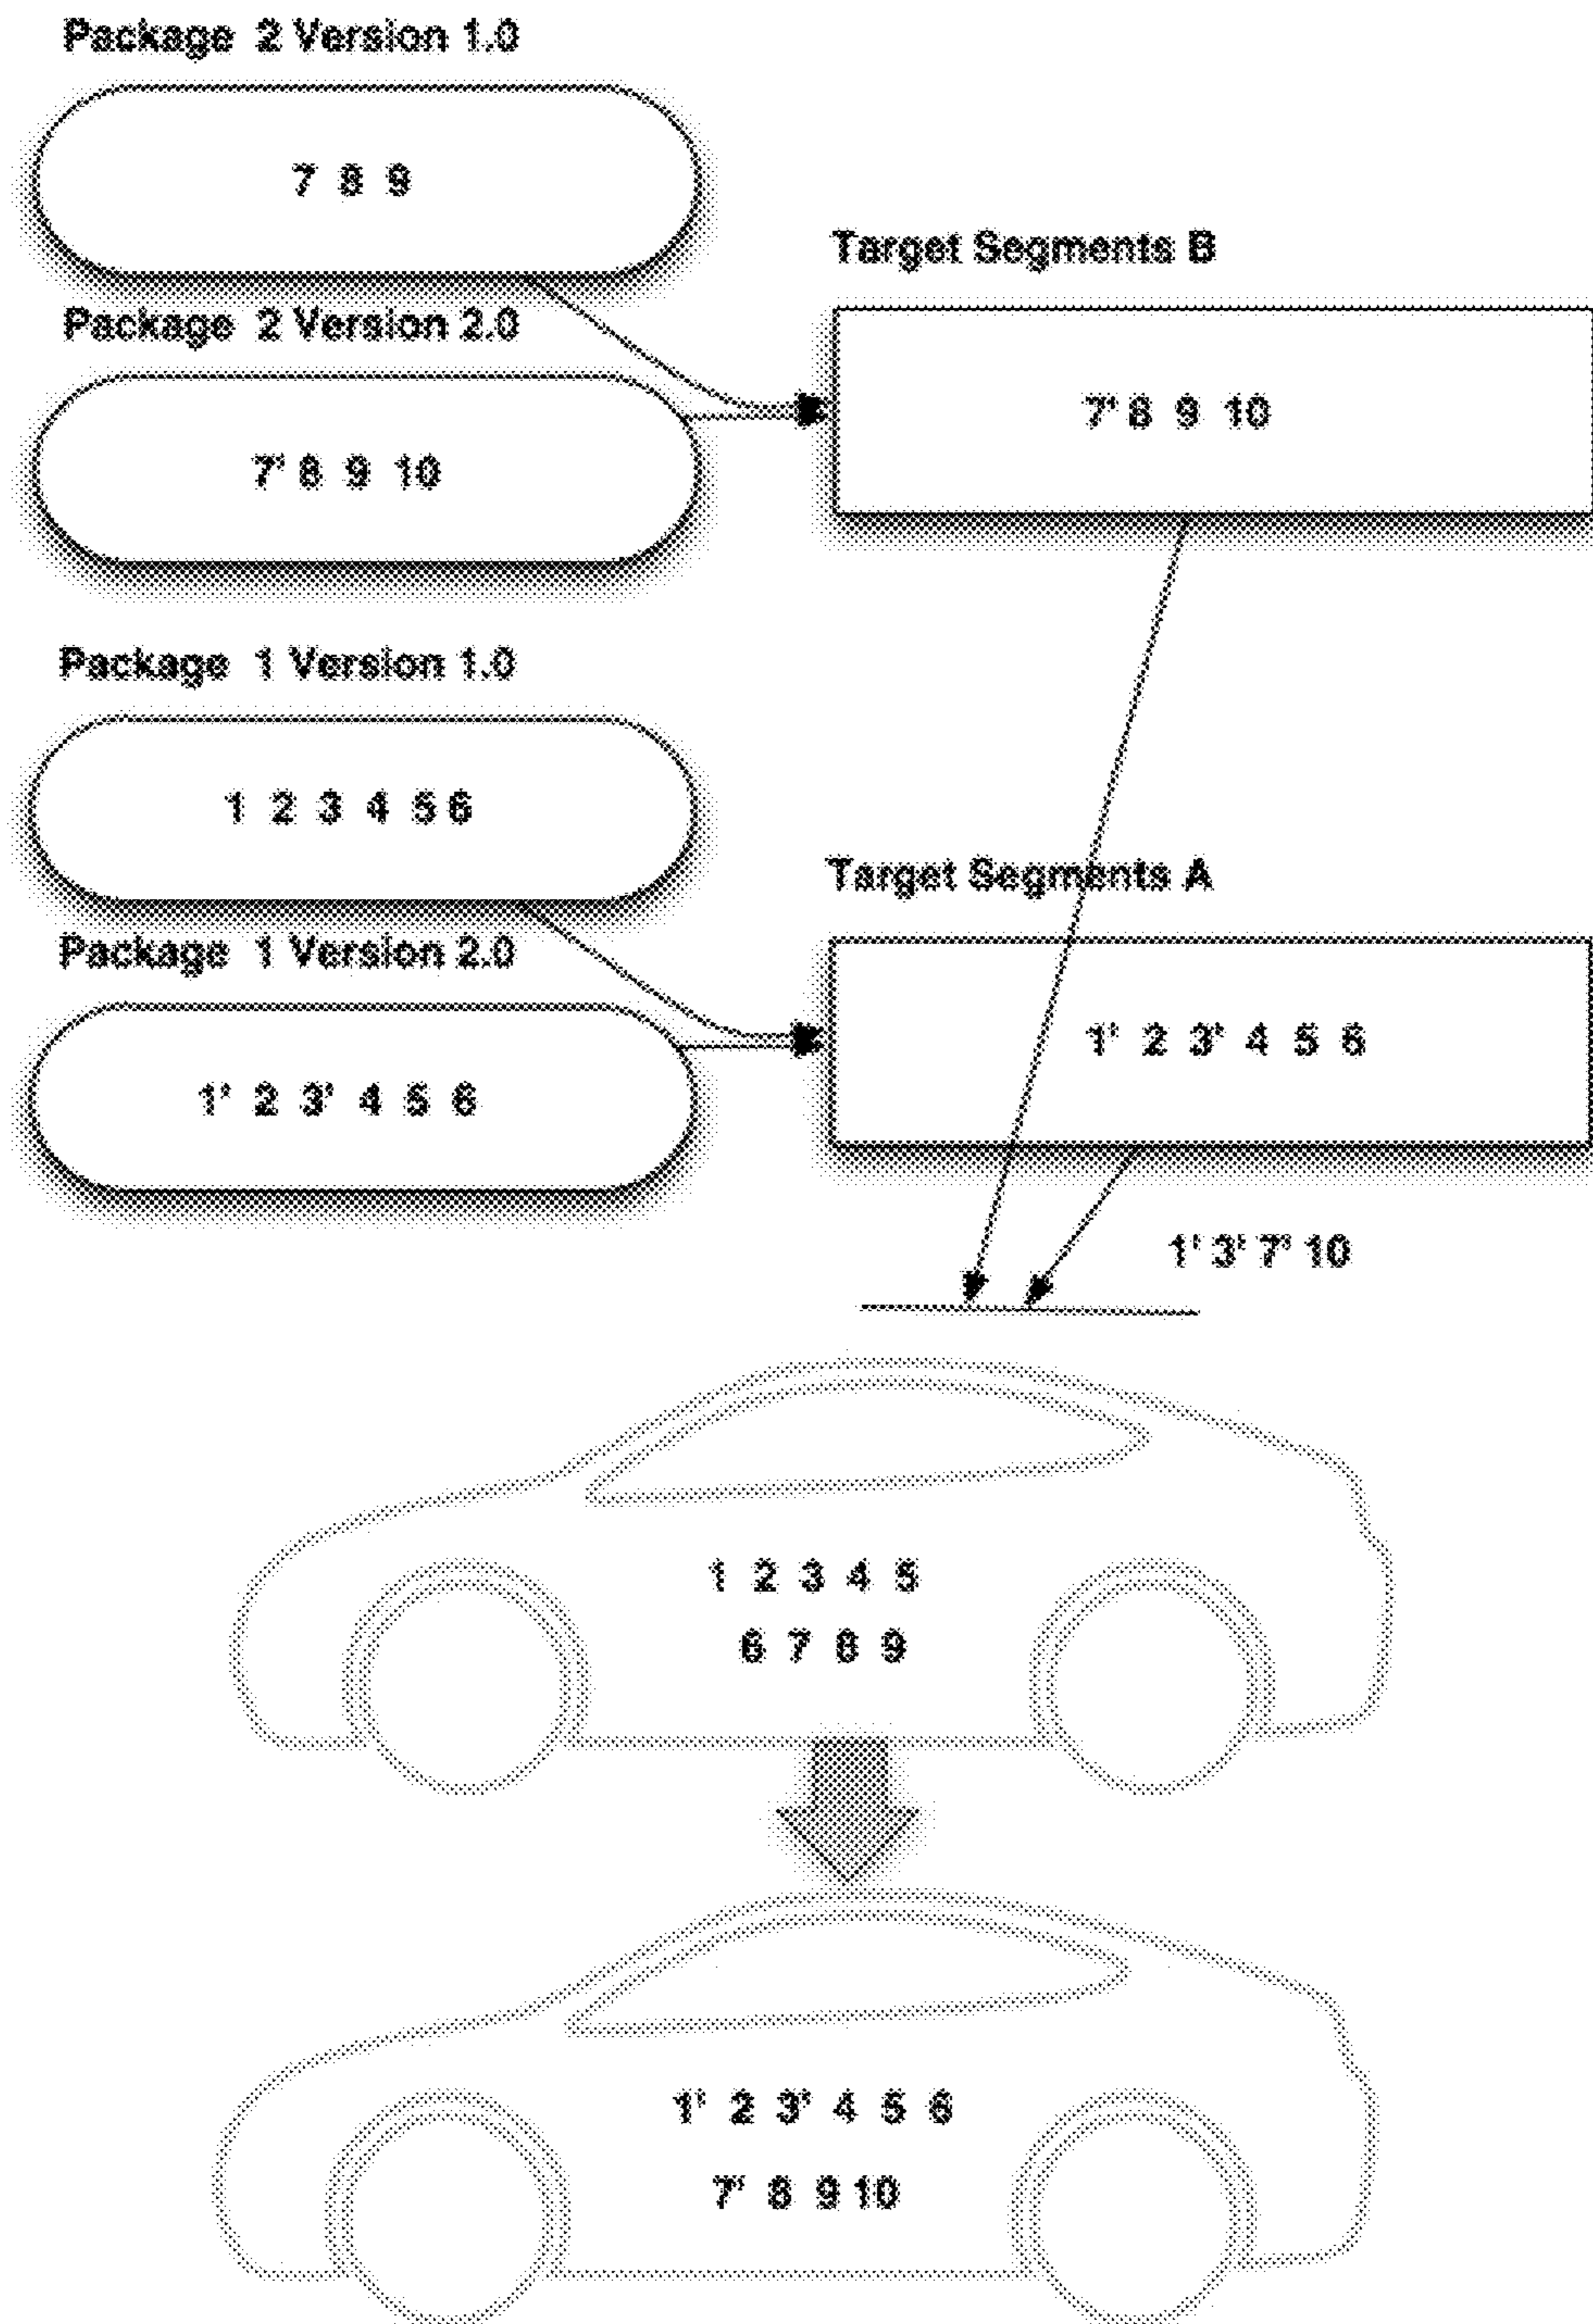 Package 2 Version 1.0
7 8 9
Target Segments B
Package 2 Version 2.0
7' 8 9 10
7' 8 9 10
Package 1 Version 1.0
1 2 3 4 5 6
Target Segments A
Package 1 Version 2.0
1' 2 3' 4 5 6
1' 2 3' 4 5 6
1' 3' 7' 10
1 2 3 4 5
6 7 8 9
1' 2 3' 4 5 6
7' 8 9 10